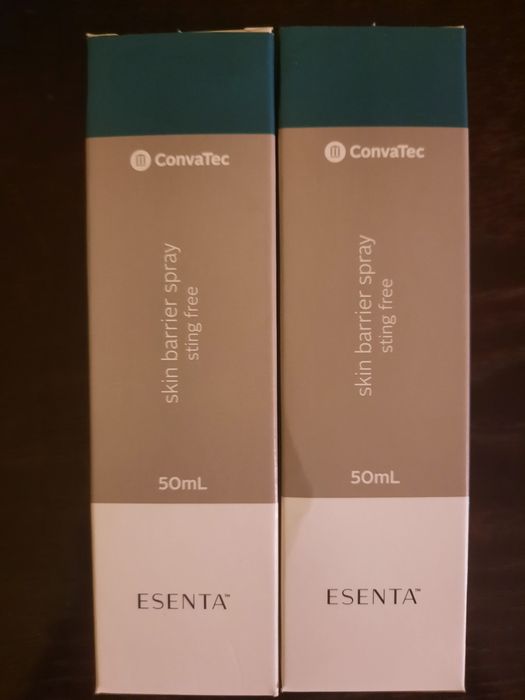 ConvaTec
skin barrier spray
sting free
50mL
ESENTA™
ConvaTec
skin barrier spray
sting free
50mL
ESENTA™